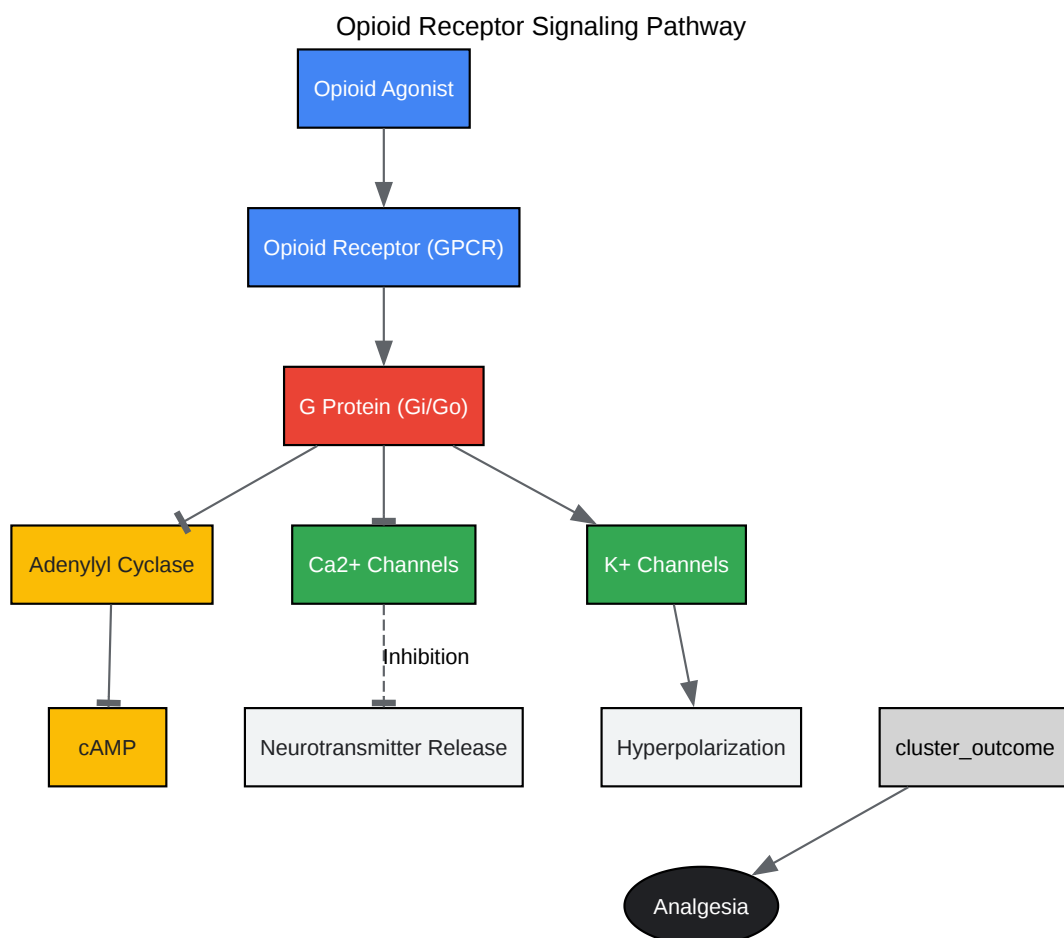 Opioid Receptor Signaling Pathway
Opioid Agonist
Opioid Receptor (GPCR)
G Protein (Gi/Go)
Adenylyl Cyclase
Ca2+ Channels
K+ Channels
Inhibition
cAMP
Neurotransmitter Release
Hyperpolarization
cluster_outcome
Analgesia